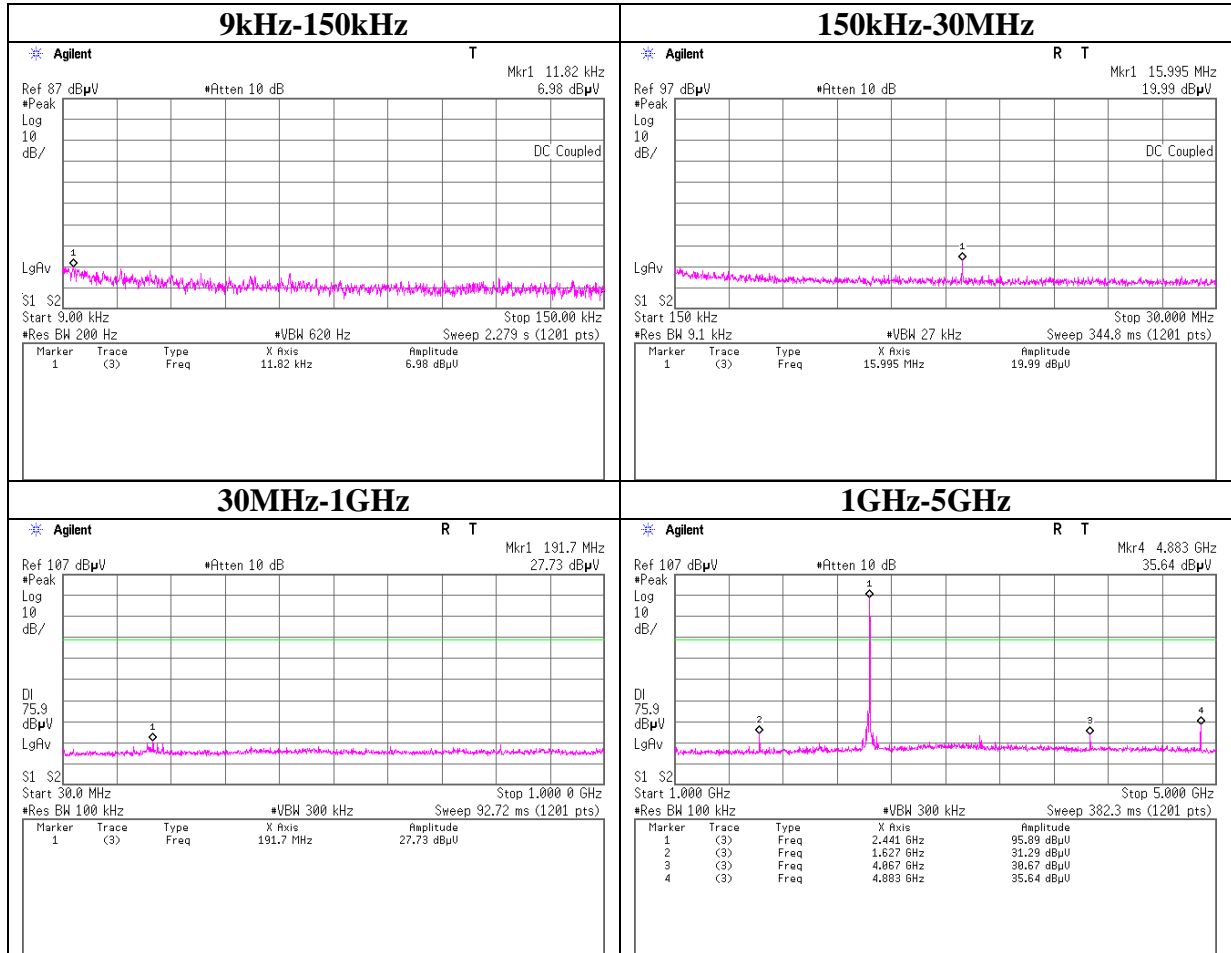 9kHz-150kHz
Agilent T
Mkr1 11.82 kHz
Ref 87 dBµV #Atten 10 dB 6.98 dBµV
#Peak
Log
10
dB/
DC Coupled
1
LgAv
S1 S2
Start 9.00 kHz Stop 150.00 kHz
#Res BW 200 Hz #VBW 620 Hz Sweep 2.279 s (1201 pts)
Marker Trace Type X Axis Amplitude
1 (3) Freq 11.82 kHz 6.98 dBµV
150kHz-30MHz
Agilent R T
Mkr1 15.995 MHz
Ref 97 dBµV #Atten 10 dB 19.99 dBµV
#Peak
Log
10
dB/
DC Coupled
1
LgAv
S1 S2
Start 150 kHz Stop 30.000 MHz
#Res BW 9.1 kHz #VBW 27 kHz Sweep 344.8 ms (1201 pts)
Marker Trace Type X Axis Amplitude
1 (3) Freq 15.995 MHz 19.99 dBµV
30MHz-1GHz
Agilent R T
Mkr1 191.7 MHz
Ref 107 dBµV #Atten 10 dB 27.73 dBµV
#Peak
Log
10
dB/
DI
75.9
dBµV
1
LgAv
S1 S2
Start 30.0 MHz Stop 1.000 0 GHz
#Res BW 100 kHz #VBW 300 kHz Sweep 92.72 ms (1201 pts)
Marker Trace Type X Axis Amplitude
1 (3) Freq 191.7 MHz 27.73 dBµV
1GHz-5GHz
Agilent R T
Mkr4 4.883 GHz
Ref 107 dBµV #Atten 10 dB 35.64 dBµV
#Peak
1
Log
10
dB/
DI
75.9
dBµV
2 3 4
LgAv
S1 S2
Start 1.000 GHz Stop 5.000 GHz
#Res BW 100 kHz #VBW 300 kHz Sweep 382.3 ms (1201 pts)
Marker Trace Type X Axis Amplitude
1 (3) Freq 2.441 GHz 95.89 dBµV
2 (3) Freq 1.627 GHz 31.29 dBµV
3 (3) Freq 4.067 GHz 30.67 dBµV
4 (3) Freq 4.883 GHz 35.64 dBµV